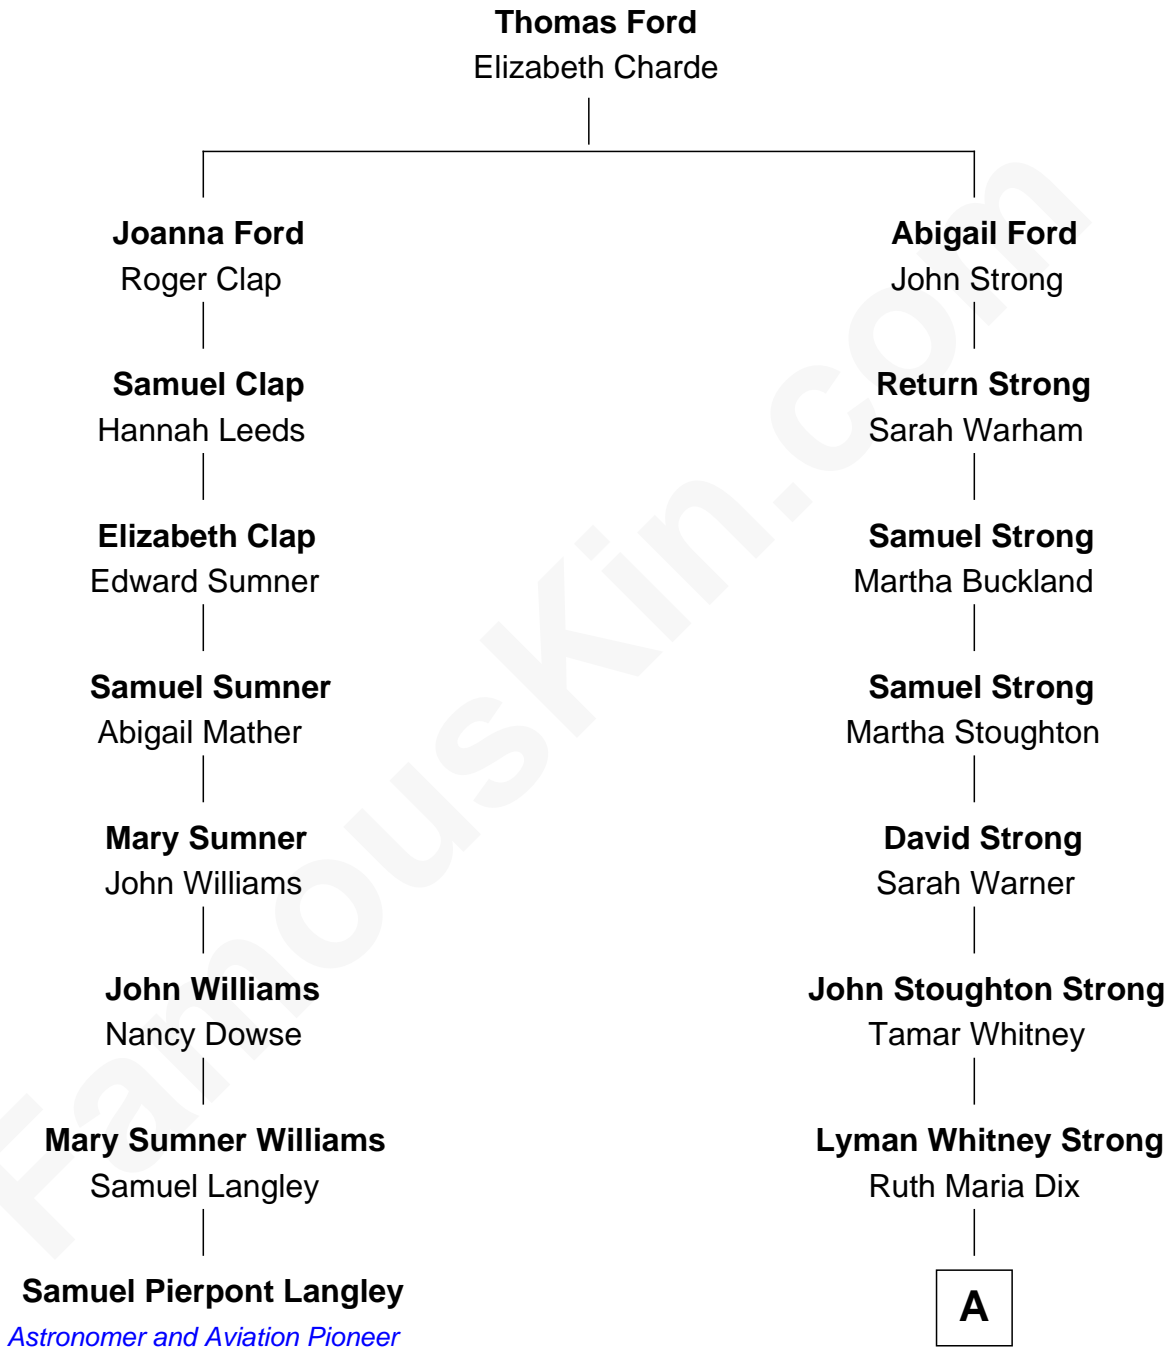 Thomas Ford
Elizabeth Charde
Joanna Ford
Roger Clap
Abigail Ford
John Strong
Samuel Clap
Hannah Leeds
Return Strong
Sarah Warham
Elizabeth Clap
Edward Sumner
Samuel Strong
Martha Buckland
Samuel Sumner
Abigail Mather
Samuel Strong
Martha Stoughton
Mary Sumner
John Williams
David Strong
Sarah Warner
John Williams
Nancy Dowse
John Stoughton Strong
Tamar Whitney
Mary Sumner Williams
Samuel Langley
Lyman Whitney Strong
Ruth Maria Dix
Samuel Pierpont Langley
Astronomer and Aviation Pioneer
A
FamousKin.com